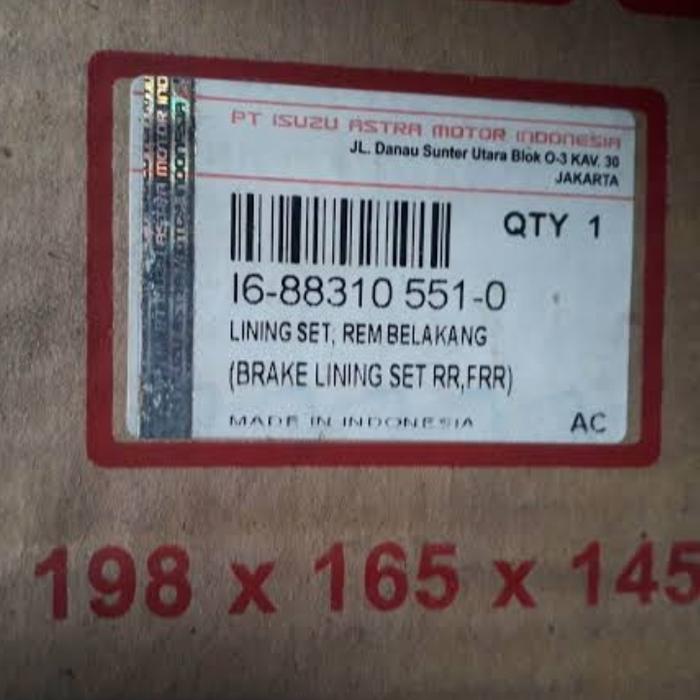 PT ISUZU ASTRA MOTOR INDONESIA
JL. Danau Sunter Utara Blok O-3 KAV. 30
JAKARTA
QTY 1
I6-88310 551-0
LINING SET, REM BELAKANG
(BRAKE LINING SET RR,FRR)
MADE IN INDONESIA
AC
198 x 165 x 145